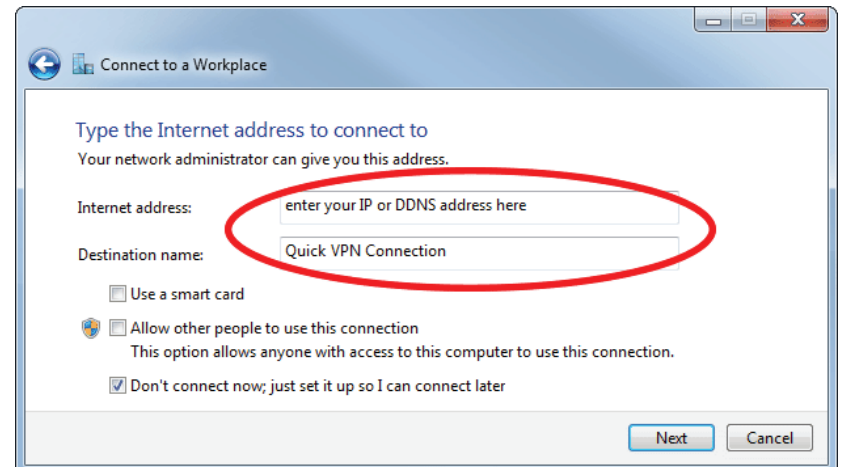 Connect to a Workplace
Type the Internet address to connect to
Your network administrator can give you this address.
Internet address: enter your IP or DDNS address here
Destination name: Quick VPN Connection
Use a smart card
Allow other people to use this connection
This option allows anyone with access to this computer to use this connection.
Don't connect now; just set it up so I can connect later
Next Cancel